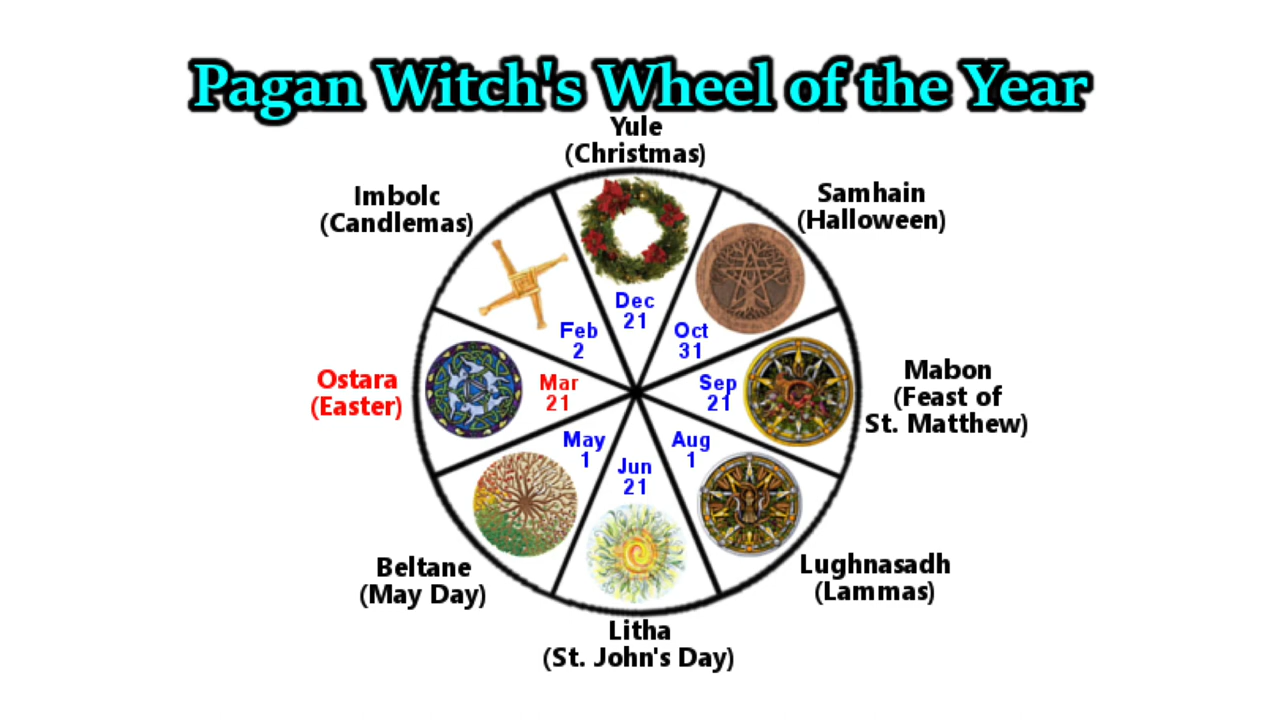 Pagan Witch's Wheel of the Year
Yule
(Christmas)
Imbolc
(Candlemas)
Samhain
(Halloween)
Dec
21
Feb
2
Oct
31
Ostara
(Easter)
Mar
21
Sep
21
Mabon
(Feast of
St. Matthew)
May
1
Jun
21
Aug
1
Beltane
(May Day)
Lughnasadh
(Lammas)
Litha
(St. John's Day)